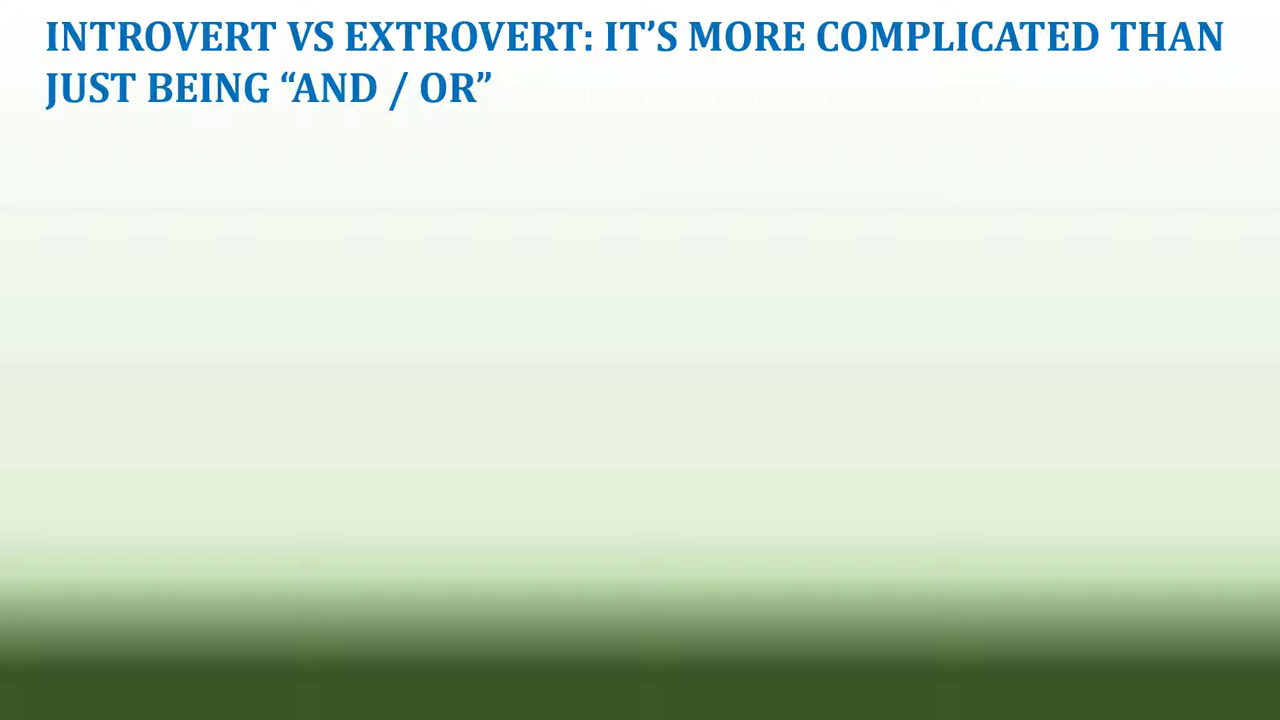 INTROVERT VS EXTROVERT: IT’S MORE COMPLICATED THAN
JUST BEING “AND / OR”